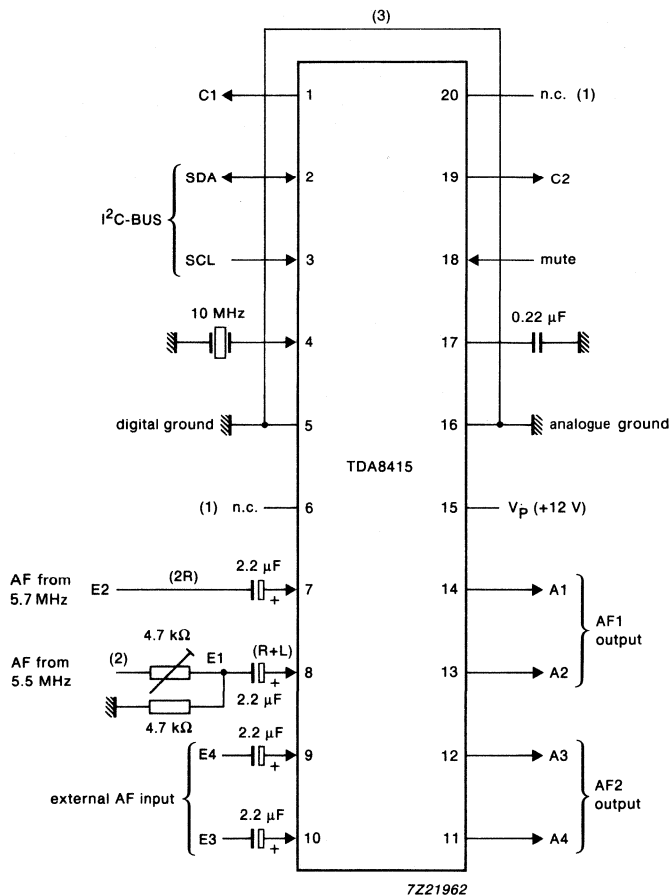 (3)
C1
1
20
n.c. (1)
SDA
2
19
C2
I²C-BUS
SCL
3
18
mute
10 MHz
4
17
0.22 µF
digital ground
5
16
analogue ground
TDA8415
(1) n.c.
6
15
Vp (+12 V)
AF from
5.7 MHz
E2
(2R)
2.2 µF
+
7
14
A1
AF1
output
4.7 kΩ
AF from
5.5 MHz
(2)
E1
(R+L)
+
8
13
A2
4.7 kΩ
2.2 µF
2.2 µF
E4
+
9
12
A3
external AF input
AF2
output
2.2 µF
E3
+
10
11
A4
7Z21962